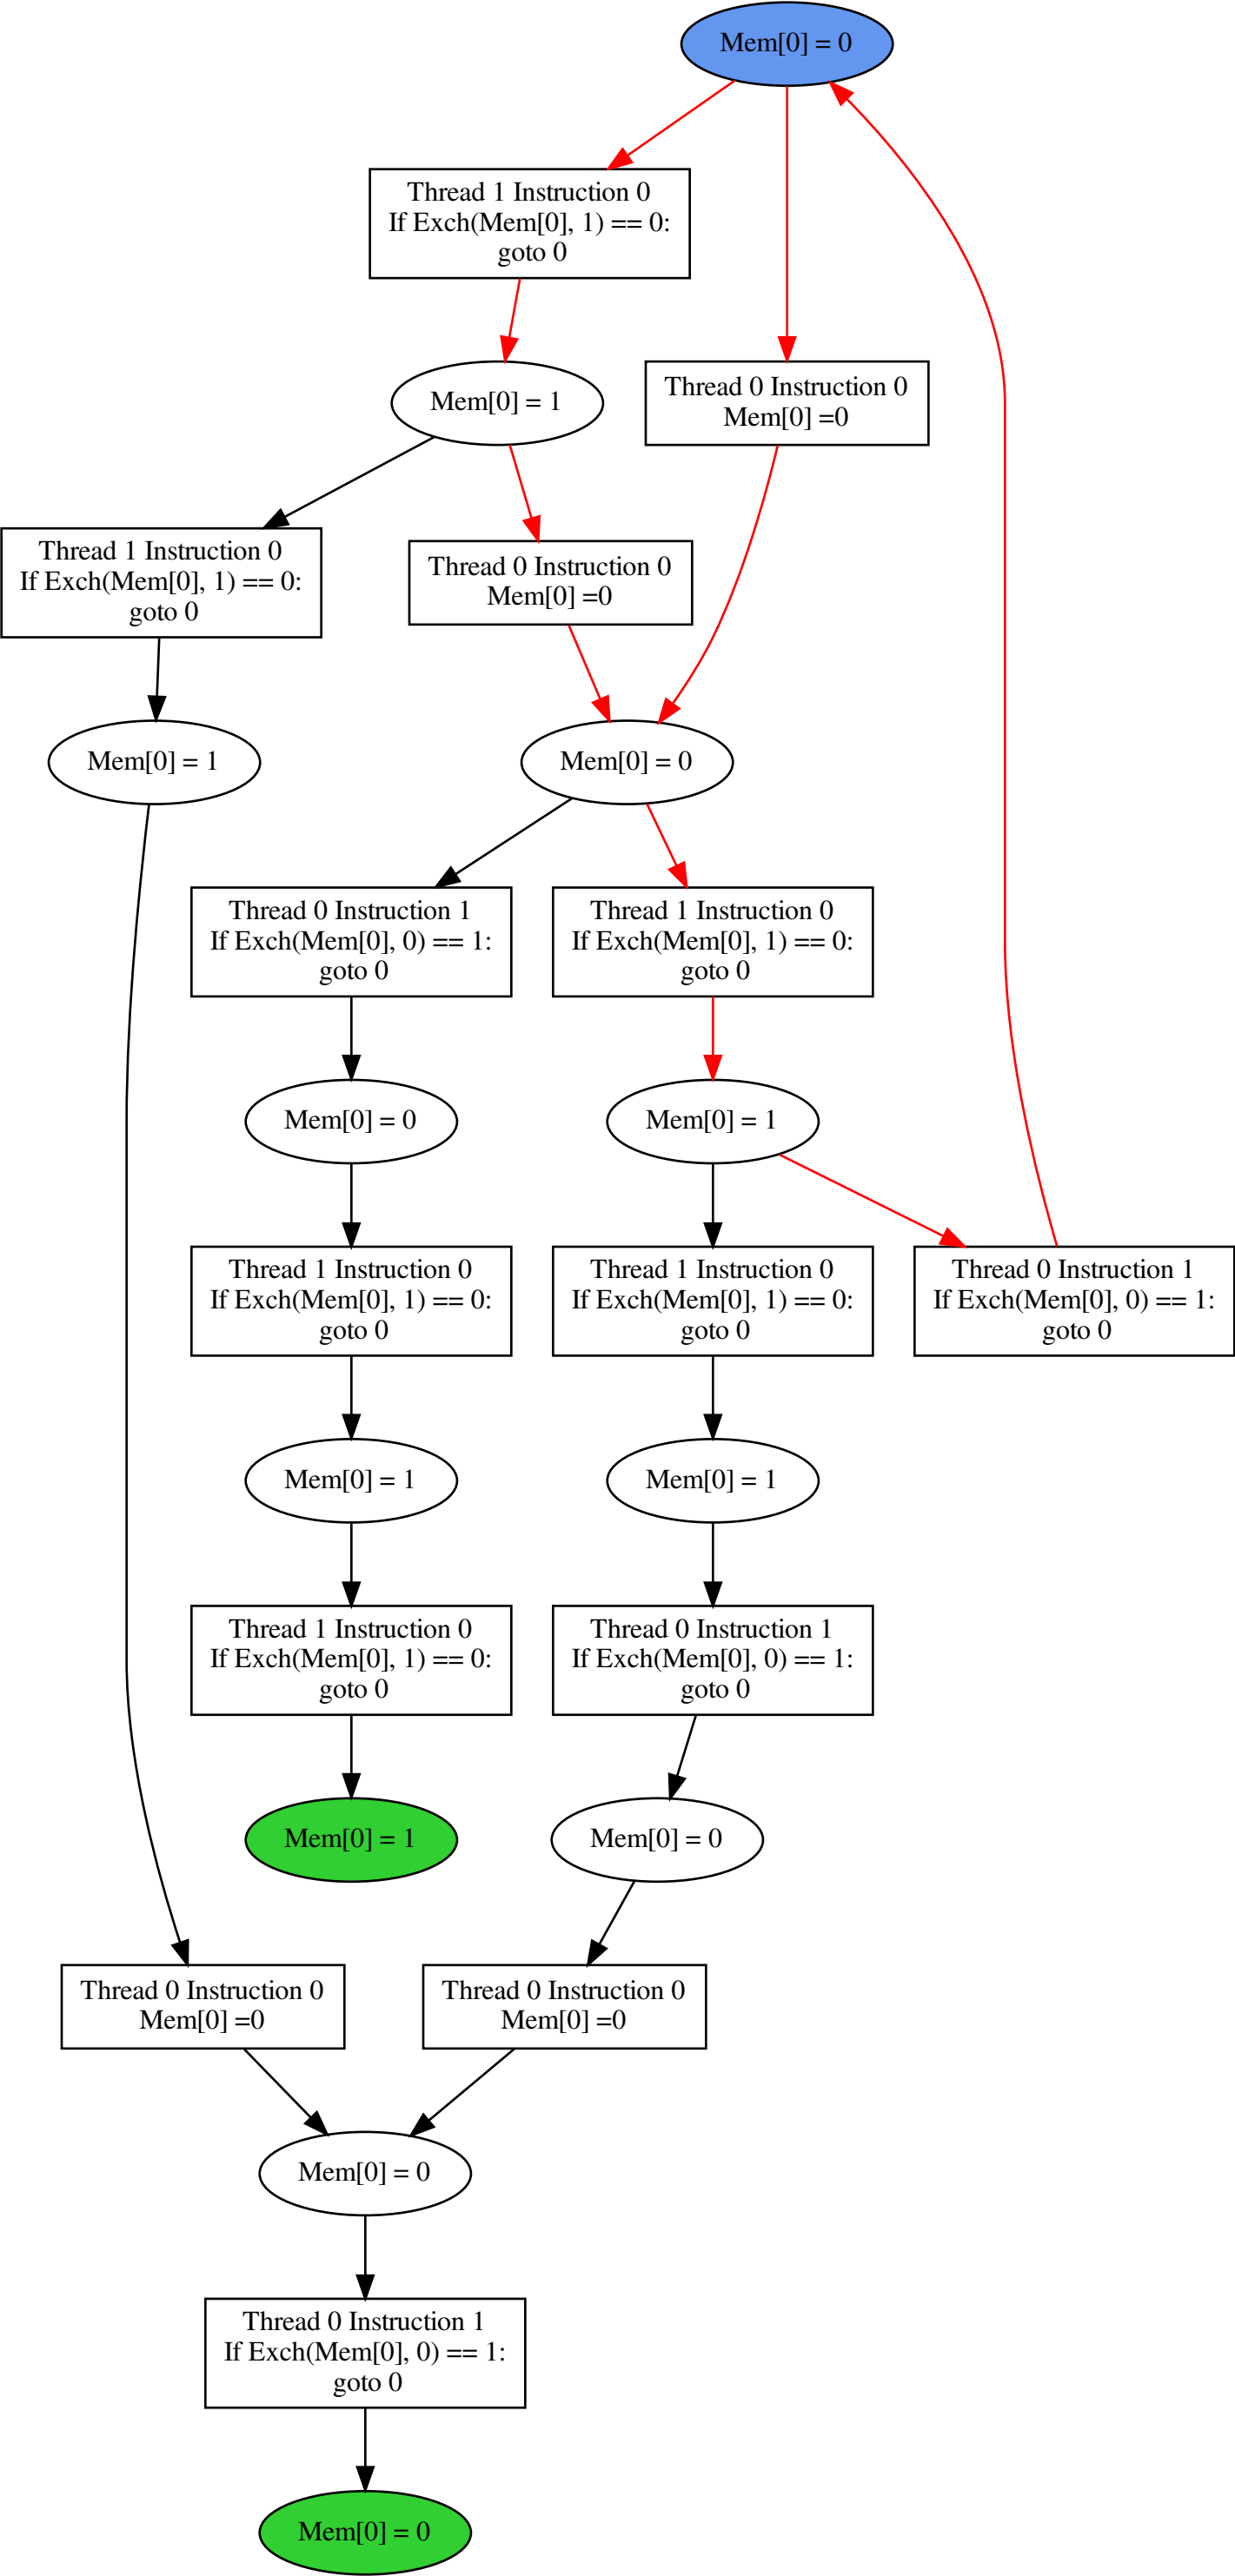 Mem[0] = 0
Thread 1 Instruction 0
If Exch(Mem[0], 1) == 0:
goto 0
Mem[0] = 1
Thread 0 Instruction 0
Mem[0] =0
Thread 1 Instruction 0
If Exch(Mem[0], 1) == 0:
goto 0
Thread 0 Instruction 0
Mem[0] =0
Mem[0] = 1
Mem[0] = 0
Thread 0 Instruction 1
If Exch(Mem[0], 0) == 1:
goto 0
Thread 1 Instruction 0
If Exch(Mem[0], 1) == 0:
goto 0
Mem[0] = 0
Mem[0] = 1
Thread 1 Instruction 0
If Exch(Mem[0], 1) == 0:
goto 0
Thread 1 Instruction 0
If Exch(Mem[0], 1) == 0:
goto 0
Thread 0 Instruction 1
If Exch(Mem[0], 0) == 1:
goto 0
Mem[0] = 1
Mem[0] = 1
Thread 1 Instruction 0
If Exch(Mem[0], 1) == 0:
goto 0
Thread 0 Instruction 1
If Exch(Mem[0], 0) == 1:
goto 0
Mem[0] = 1
Mem[0] = 0
Thread 0 Instruction 0
Mem[0] =0
Thread 0 Instruction 0
Mem[0] =0
Mem[0] = 0
Thread 0 Instruction 1
If Exch(Mem[0], 0) == 1:
goto 0
Mem[0] = 0